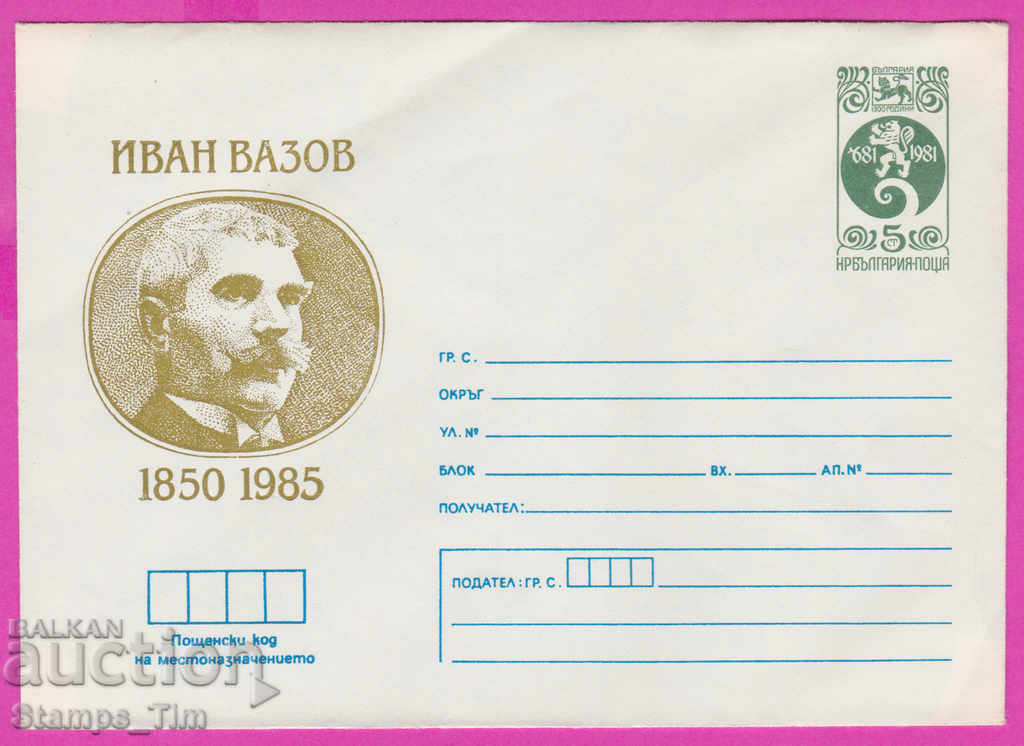 ИВАН ВАЗОВ
1850 1985
БЪЛГАРИЯ
1300 ГОДИНИ
681 1981
5 СТ
НРБЪЛГАРИЯ·ПОЩА
ГР. С.
ОКРЪГ
УЛ. №
БЛОК ВХ. АП. №
ПОЛУЧАТЕЛ:
ПОДАТЕЛ: ГР. С.
Пощенски код
на местоназначението
BALKAN
auction
Stamps_Tim